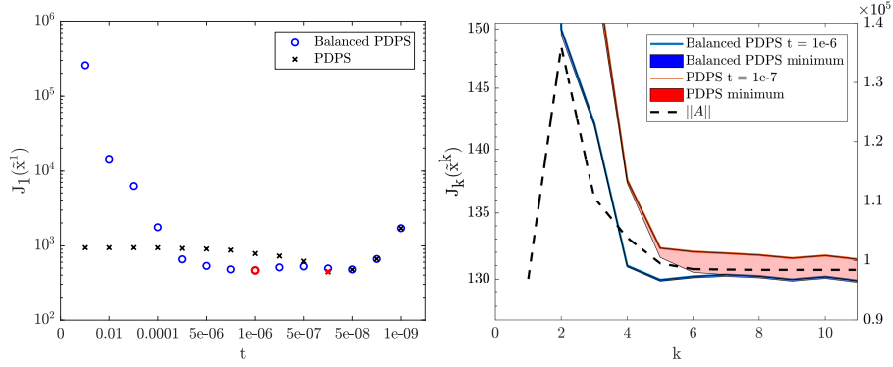 10^6
10^5
10^4
10^3
10^2
J_1(x̃^1)
0 0.01 0.0001 5e-06 1e-06 5e-07 5e-08 1e-09
t
Balanced PDPS
PDPS
150
145
140
135
130
J_k(x̃^k)
0 2 4 6 8 10
k
×10^5
1.4
1.3
1.2
1.1
1
0.9
Balanced PDPS t = 1e-6
Balanced PDPS minimum
PDPS t = 1e-7
PDPS minimum
||A||